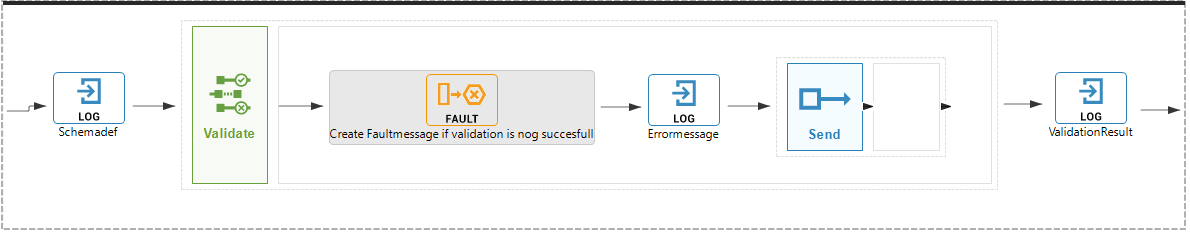 LOG
Schemadef
Validate
FAULT
Create Faultmessage if validation is nog succesfull
LOG
Errormessage
Send
LOG
ValidationResult